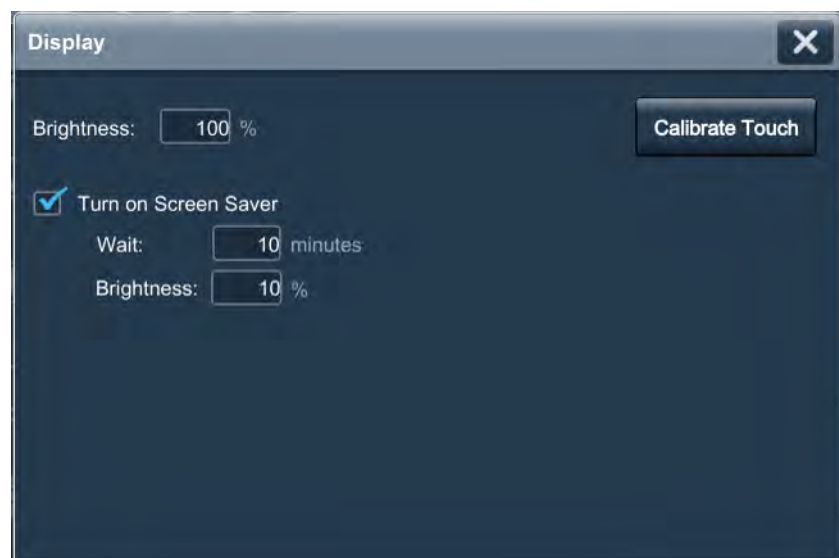 Display
Brightness: 100 %
Calibrate Touch
Turn on Screen Saver
Wait: 10 minutes
Brightness: 10 %